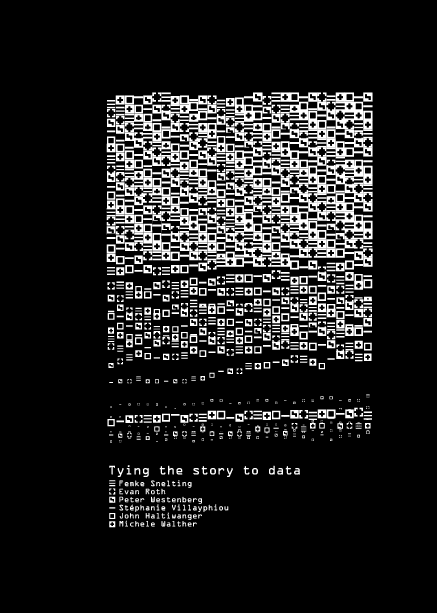 Tying the story to data
Femke Snelting
Evan Roth
Peter Westenberg
Stéphanie Villayphiou
John Haltiwanger
Michele Walther